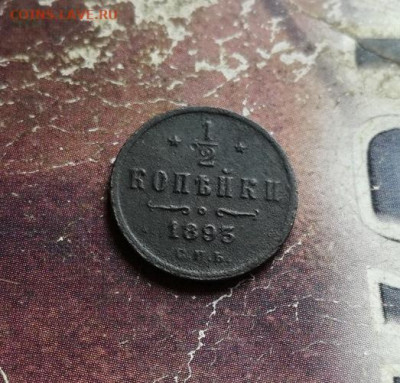 COINS.LAVE.RU
* 1/2 *
КОПѢЙКИ
1893
С.П.Б.